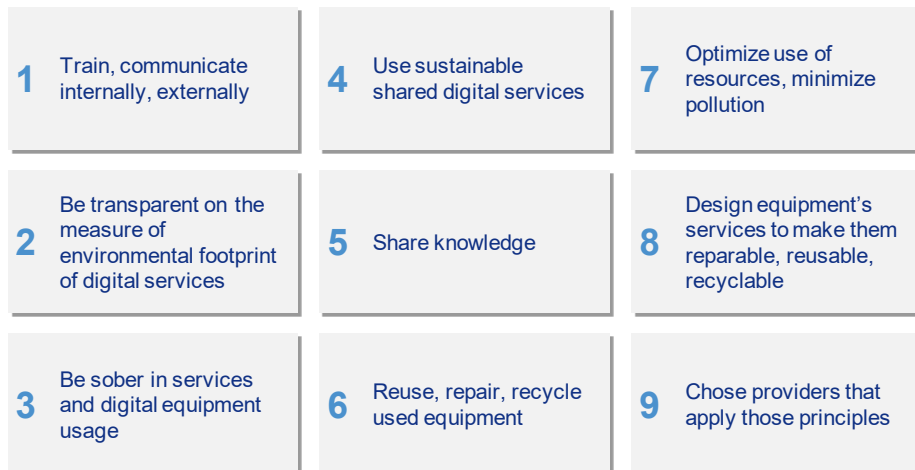 1
Train, communicate
internally, externally
2
Be transparent on the
measure of
environmental footprint
of digital services
3
Be sober in services
and digital equipment
usage
4
Use sustainable
shared digital services
5
Share knowledge
6
Reuse, repair, recycle
used equipment
7
Optimize use of
resources, minimize
pollution
8
Design equipment’s
services to make them
reparable, reusable,
recyclable
9
Chose providers that
apply those principles